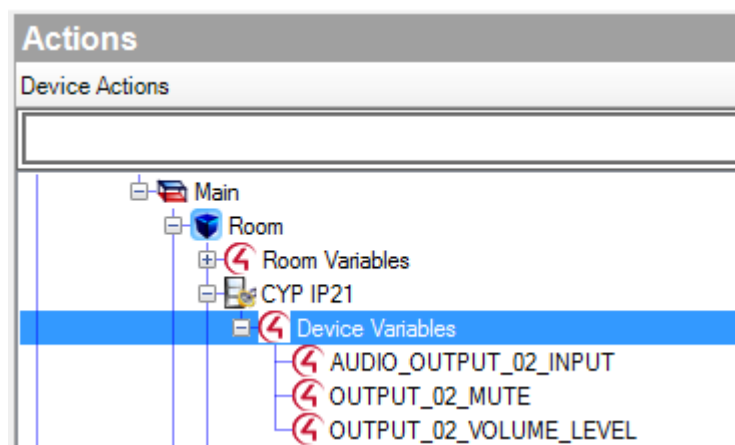 Actions
Device Actions
Main
Room
Room Variables
CYP IP21
Device Variables
AUDIO_OUTPUT_02_INPUT
OUTPUT_02_MUTE
OUTPUT_02_VOLUME_LEVEL